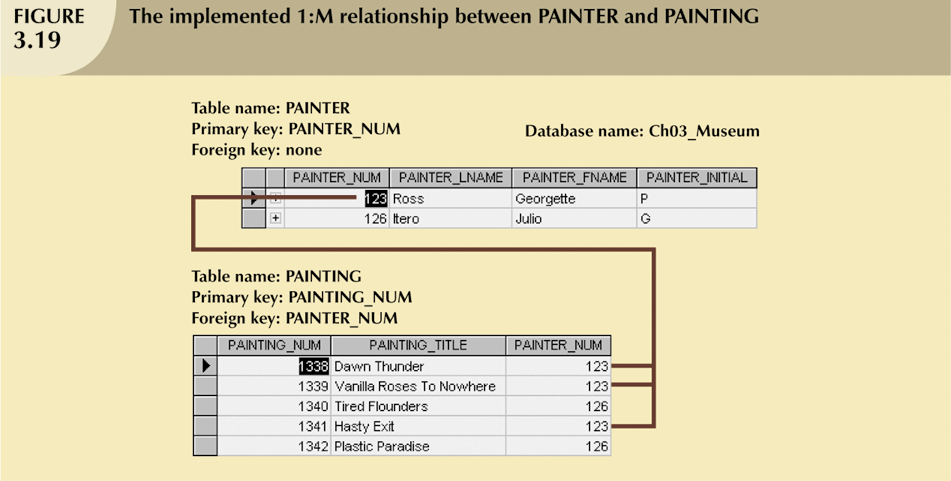 FIGURE 3.19
The implemented 1:M relationship between PAINTER and PAINTING
Table name: PAINTER
Primary key: PAINTER_NUM
Foreign key: none
Database name: Ch03_Museum
PAINTER_NUM PAINTER_LNAME PAINTER_FNAME PAINTER_INITIAL
123 Ross Georgette P
126 Itero Julio G
Table name: PAINTING
Primary key: PAINTING_NUM
Foreign key: PAINTER_NUM
PAINTING_NUM PAINTING_TITLE PAINTER_NUM
1338 Dawn Thunder 123
1339 Vanilla Roses To Nowhere 123
1340 Tired Flounders 126
1341 Hasty Exit 123
1342 Plastic Paradise 126